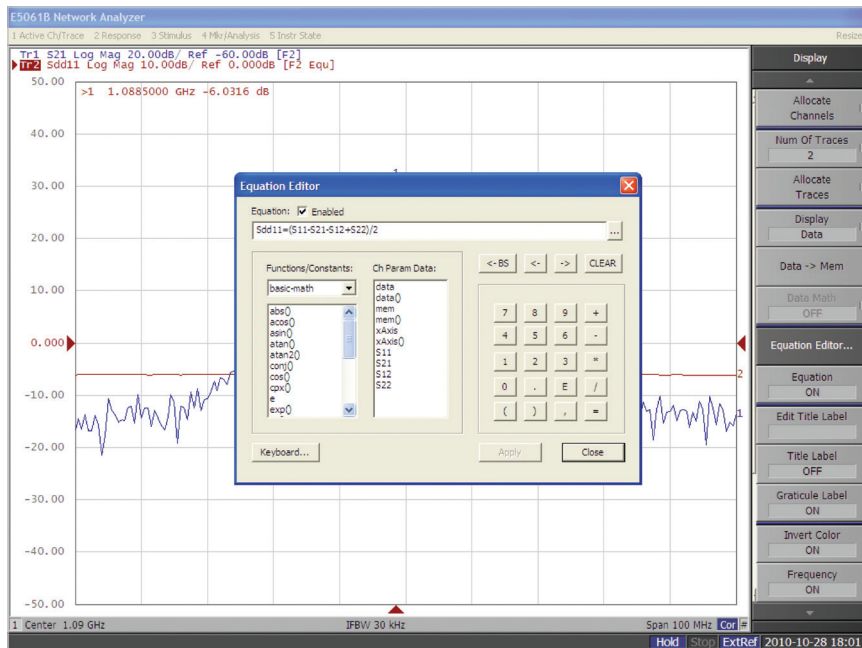 E5061B Network Analyzer
1 Active Ch/Trace 2 Response 3 Stimulus 4 Mkr/Analysis 5 Instr State
Resize
Tr1 S21 Log Mag 20.00dB/ Ref -60.00dB [F2]
Tr2 Sdd11 Log Mag 10.00dB/ Ref 0.000dB [F2 Equ]
50.00
>1 1.0885000 GHz -6.0316 dB
40.00
30.00
20.00
10.00
0.000
-10.00
-20.00
-30.00
-40.00
-50.00
1
2
1
Equation Editor
Equation: Enabled
Sdd11=(S11-S21-S12+S22)/2
...
Functions/Constants:
basic-math
abs()
acos()
asin()
atan()
atan2()
conj()
cos()
cpx()
e
exp()
Ch Param Data:
data
data()
mem
mem()
xAxis
xAxis()
S11
S21
S12
S22
<-BS <- -> CLEAR
7 8 9 +
4 5 6 -
1 2 3 *
0 . E /
( ) , =
Keyboard...
Apply
Close
Display
Allocate
Channels
Num Of Traces
2
Allocate
Traces
Display
Data
Data -> Mem
Data Math
OFF
Equation Editor...
Equation
ON
Edit Title Label
Title Label
OFF
Graticule Label
ON
Invert Color
ON
Frequency
ON
1 Center 1.09 GHz
IFBW 30 kHz
Span 100 MHz Cor #
Hold Stop ExtRef 2010-10-28 18:01